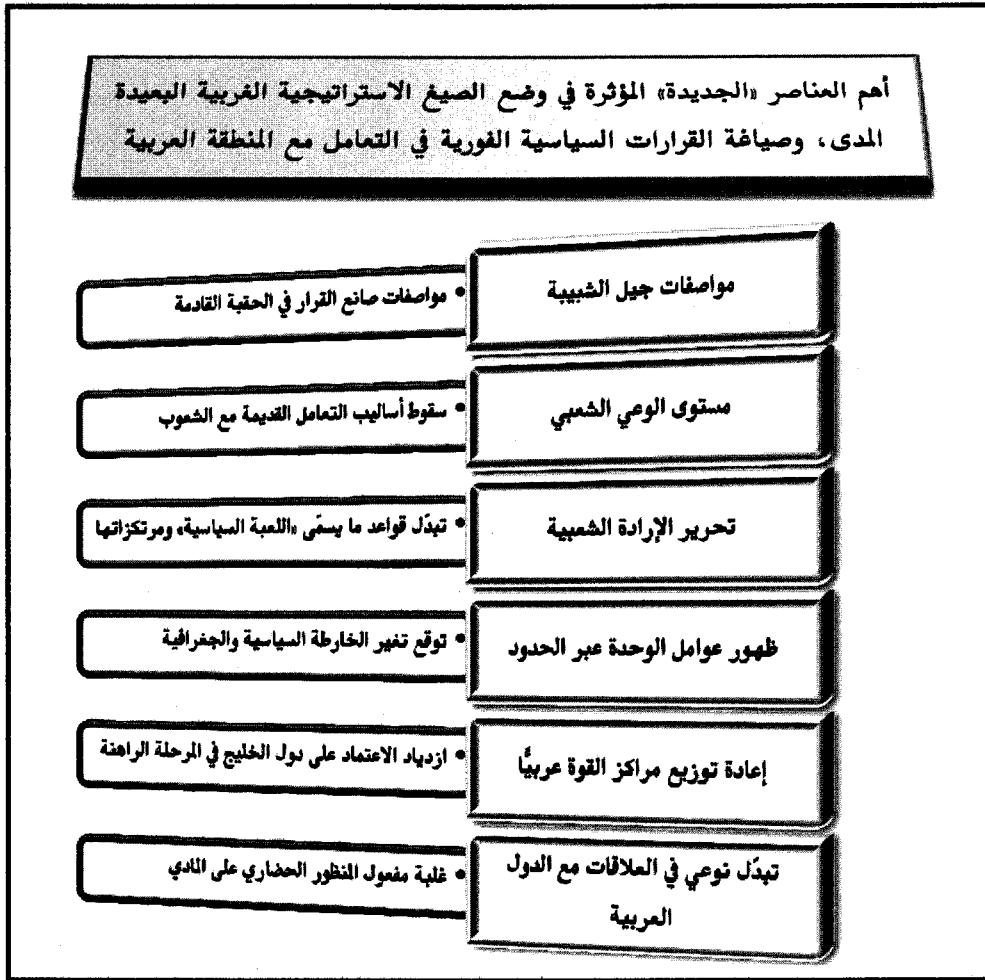 أهم العناصر «الجديدة» المؤثرة في وضع الصيغ الاستراتيجية الغربية البعيدة
المدى، وصياغة القرارات السياسية الفورية في التعامل مع المنطقة العربية
مواصفات جيل الشبيبة
• مواصفات صانع القرار في الحقبة القادمة
مستوى الوعي الشعبي
• سقوط أساليب التعامل القديمة مع الشعوب
تحرير الإرادة الشعبية
• تبدّل قواعد ما يسمّى «اللعبة السياسية» ومرتكزاتها
ظهور عوامل الوحدة عبر الحدود
• توقع تغير الخارطة السياسية والجغرافية
إعادة توزيع مراكز القوة عربيًّا
• ازدياد الاعتماد على دول الخليج في المرحلة الراهنة
تبدّل نوعي في العلاقات مع الدول
العربية
• غلبة مفعول المنظور الحضاري على المادي